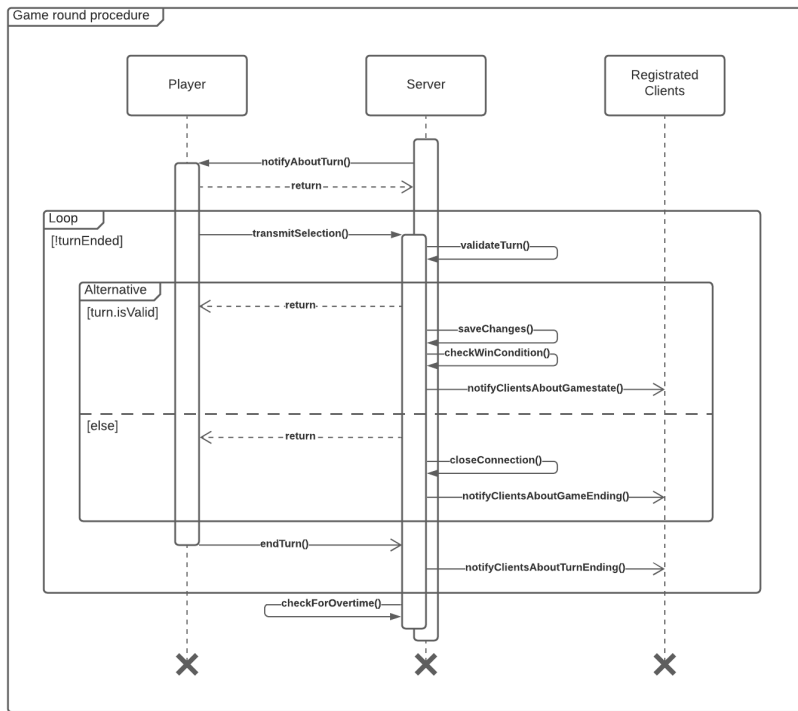 Game round procedure
Player
Server
Registrated
Clients
notifyAboutTurn()
return
Loop
[!turnEnded]
transmitSelection()
validateTurn()
Alternative
[turn.isValid]
return
saveChanges()
checkWinCondition()
notifyClientsAboutGamestate()
[else]
return
closeConnection()
notifyClientsAboutGameEnding()
endTurn()
notifyClientsAboutTurnEnding()
checkForOvertime()